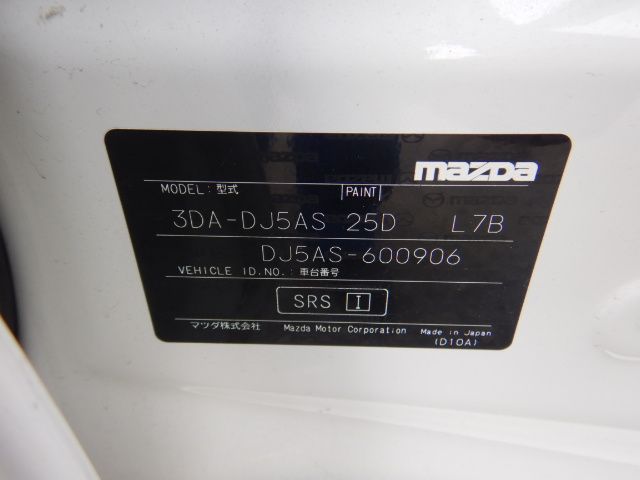 mazda
MODEL: 型式 PAINT
3DA-DJ5AS 25D L7B
DJ5AS-600906
VEHICLE ID.NO.: 車台番号
SRS I
マツダ株式会社 Mazda Motor Corporation Made in Japan
(D10A)